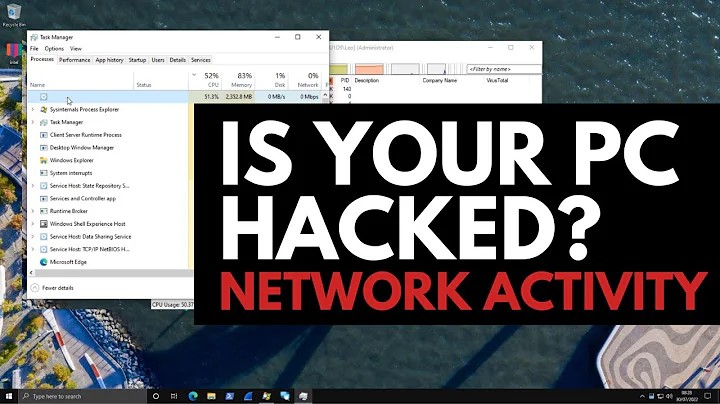 Recycle Bin
Task Manager
File Options View
Processes Performance App history Startup Users Details Services
52% 83% 1% 0%
Name Status CPU Memory Disk Network
51.3% 2,352.8 MB 0 MB/s 0 Mbps
Sysinternals Process Explorer
Task Manager
Client Server Runtime Process
Desktop Window Manager
Windows Explorer
System interrupts
Service Host: State Repository S...
Services and Controller app
Runtime Broker
Windows Shell Experience Host
Service Host: Data Sharing Service
Service Host: TCP/IP NetBIOS H...
Microsoft Edge
Fewer details
(Administrator)
<Filter by name>
PID Description Company Name VirusTotal
140
0
IS YOUR PC
HACKED?
NETWORK ACTIVITY
Type here to search
08:28
30/07/2022